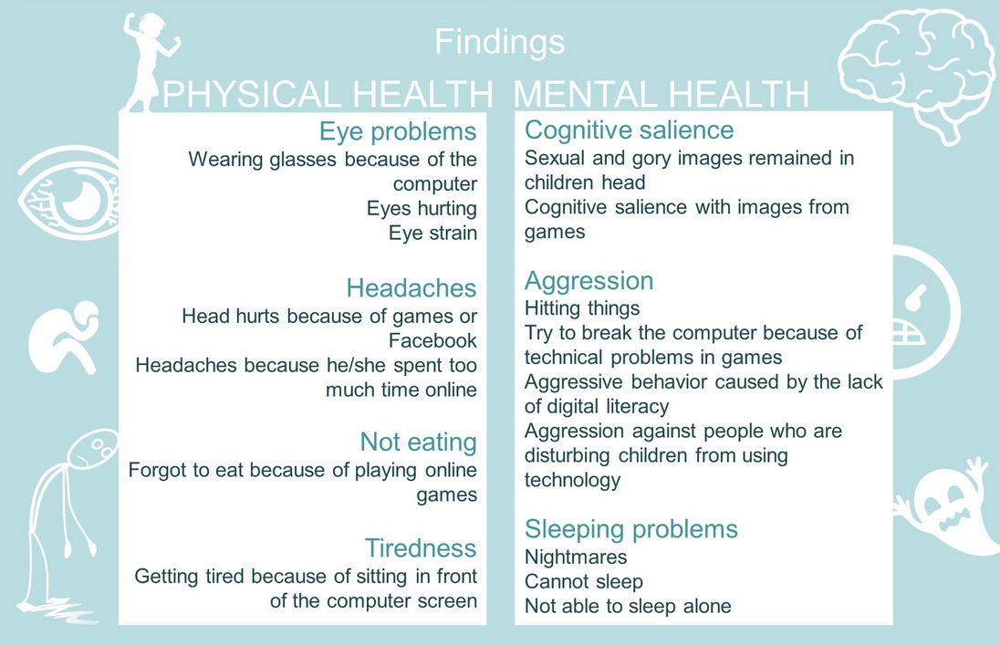 Findings
PHYSICAL HEALTH
Eye problems
Wearing glasses because of the
computer
Eyes hurting
Eye strain
Headaches
Head hurts because of games or
Facebook
Headaches because he/she spent too
much time online
Not eating
Forgot to eat because of playing online
games
Tiredness
Getting tired because of sitting in front
of the computer screen
MENTAL HEALTH
Cognitive salience
Sexual and gory images remained in
children head
Cognitive salience with images from
games
Aggression
Hitting things
Try to break the computer because of
technical problems in games
Aggressive behavior caused by the lack
of digital literacy
Aggression against people who are
disturbing children from using
technology
Sleeping problems
Nightmares
Cannot sleep
Not able to sleep alone